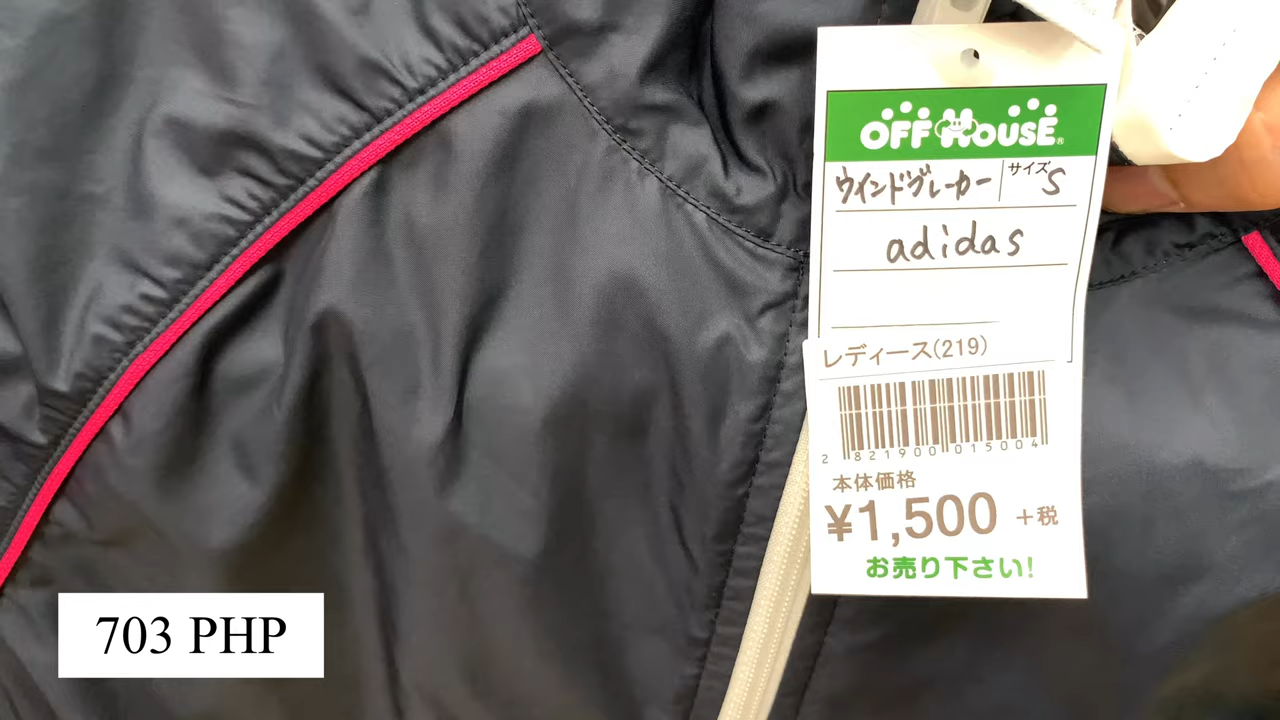 OFF HOUSE®
ウインドブレーカー サイズ S
adidas
レディース(219)
2 821900 015004
本体価格
¥1,500 +税
お売り下さい!
703 PHP